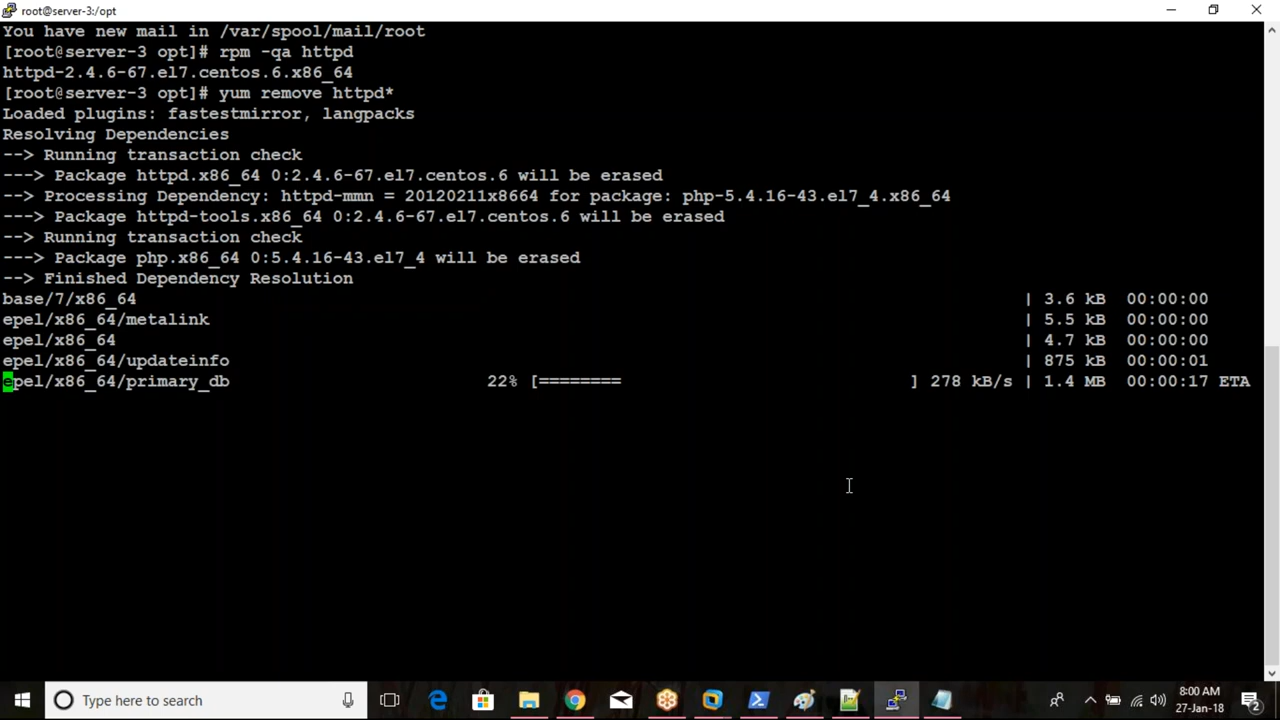 root@server-3:/opt
You have new mail in /var/spool/mail/root
[root@server-3 opt]# rpm -qa httpd
httpd-2.4.6-67.el7.centos.6.x86_64
[root@server-3 opt]# yum remove httpd*
Loaded plugins: fastestmirror, langpacks
Resolving Dependencies
--> Running transaction check
---> Package httpd.x86_64 0:2.4.6-67.el7.centos.6 will be erased
--> Processing Dependency: httpd-mmn = 20120211x8664 for package: php-5.4.16-43.el7_4.x86_64
---> Package httpd-tools.x86_64 0:2.4.6-67.el7.centos.6 will be erased
--> Running transaction check
---> Package php.x86_64 0:5.4.16-43.el7_4 will be erased
--> Finished Dependency Resolution
base/7/x86_64 | 3.6 kB 00:00:00
epel/x86_64/metalink | 5.5 kB 00:00:00
epel/x86_64 | 4.7 kB 00:00:00
epel/x86_64/updateinfo | 875 kB 00:00:01
epel/x86_64/primary_db 22% [======== ] 278 kB/s | 1.4 MB 00:00:17 ETA
Type here to search
8:00 AM
27-Jan-18
2